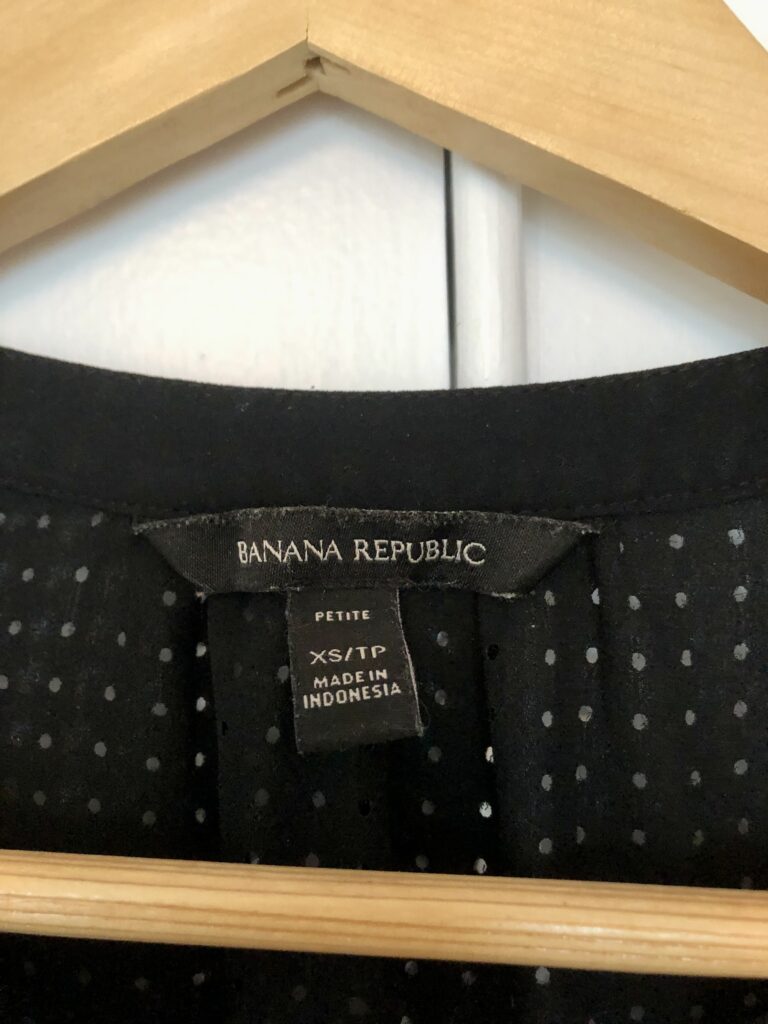 BANANA REPUBLIC
PETITE
XS/TP
MADE IN
INDONESIA